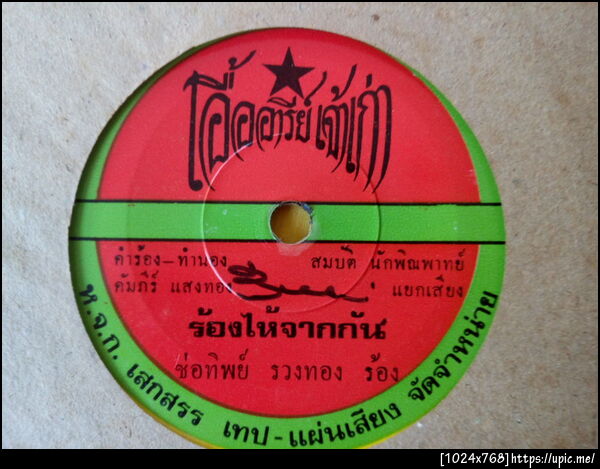 เอื้ออารีย์ เจ้าเก่า
คำร้อง-ทำนอง
คัมภีร์ แสงทอง
สมบัติ นักพิณพาทย์
แยกเสียง
ร้องไห้จากกัน
ช่อทิพย์ รวงทอง ร้อง
ห.จ.ก. เสกสรร เทป-แผ่นเสียง จัดจำหน่าย
[1024x768]https://upic.me/